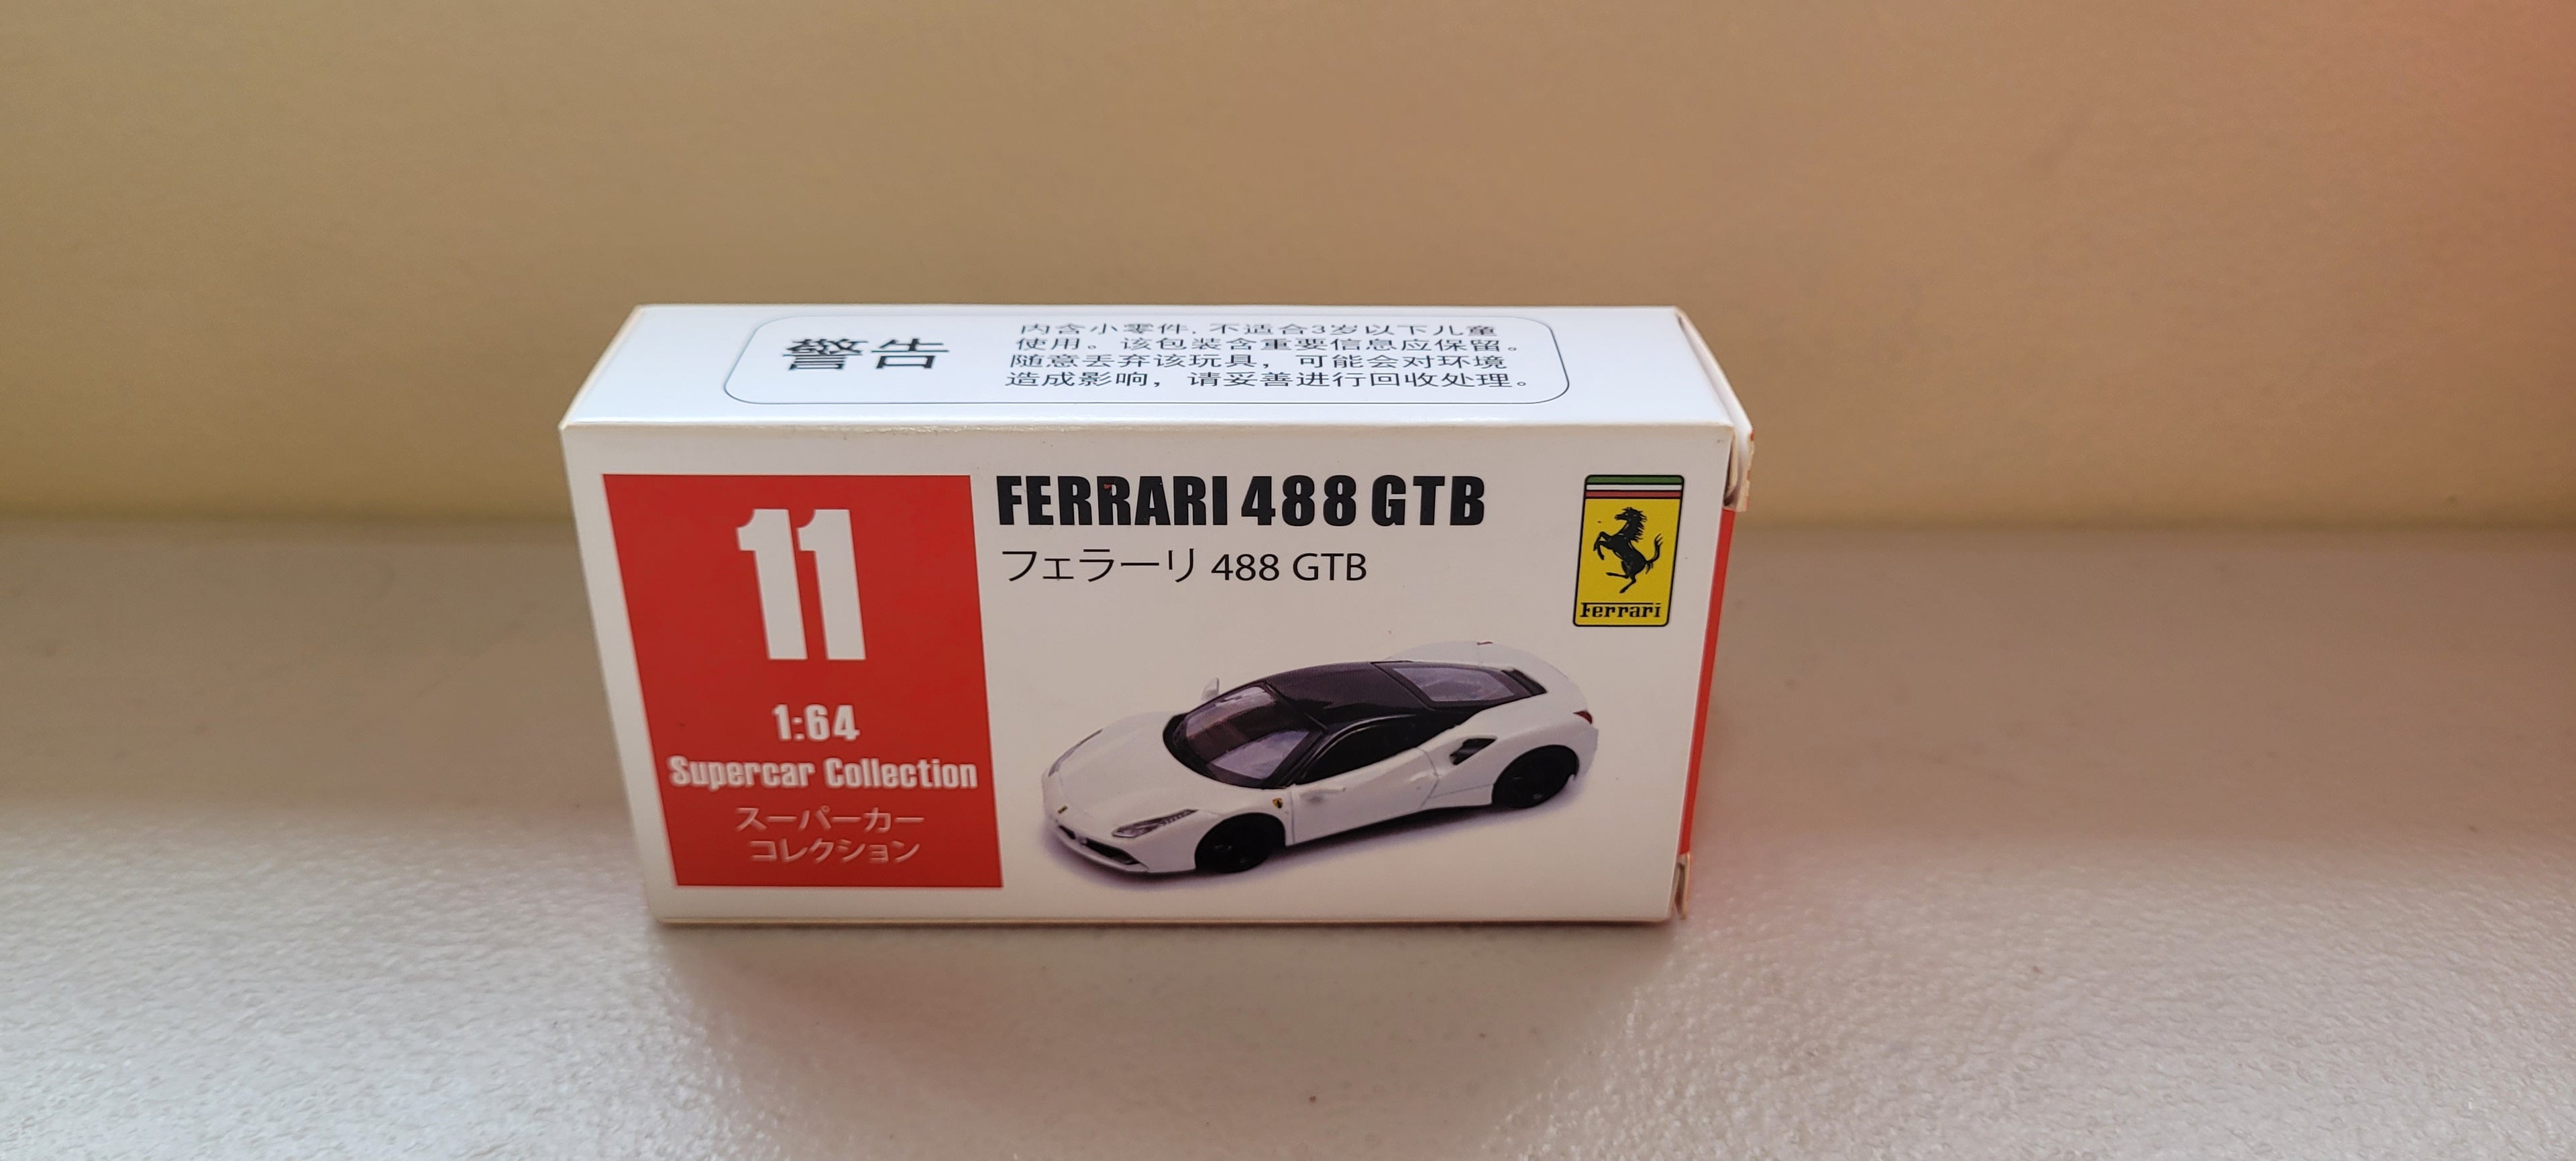 警告
内含小零件,不适合3岁以下儿童
使用。该包装含重要信息应保留。
随意丢弃该玩具，可能会对环境
造成影响，请妥善进行回收处理。
11
1:64
Supercar Collection
スーパーカー
コレクション
FERRARI 488 GTB
フェラーリ 488 GTB
Ferrari